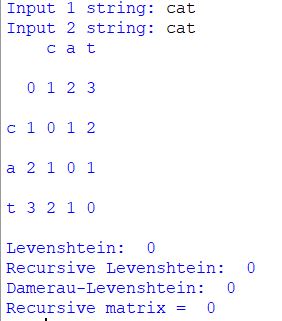 Input 1 string: cat
Input 2 string: cat
c a t
0 1 2 3
c 1 0 1 2
a 2 1 0 1
t 3 2 1 0
Levenshtein:  0
Recursive Levenshtein:  0
Damerau-Levenshtein:  0
Recursive matrix =  0